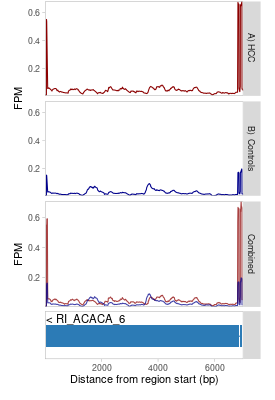 0.6
0.4
0.2
FPM
A) HCC
0.6
0.4
0.2
B) Controls
0.6
0.4
0.2
FPM
Combined
< RI_ACACA_6
2000 4000 6000
Distance from region start (bp)